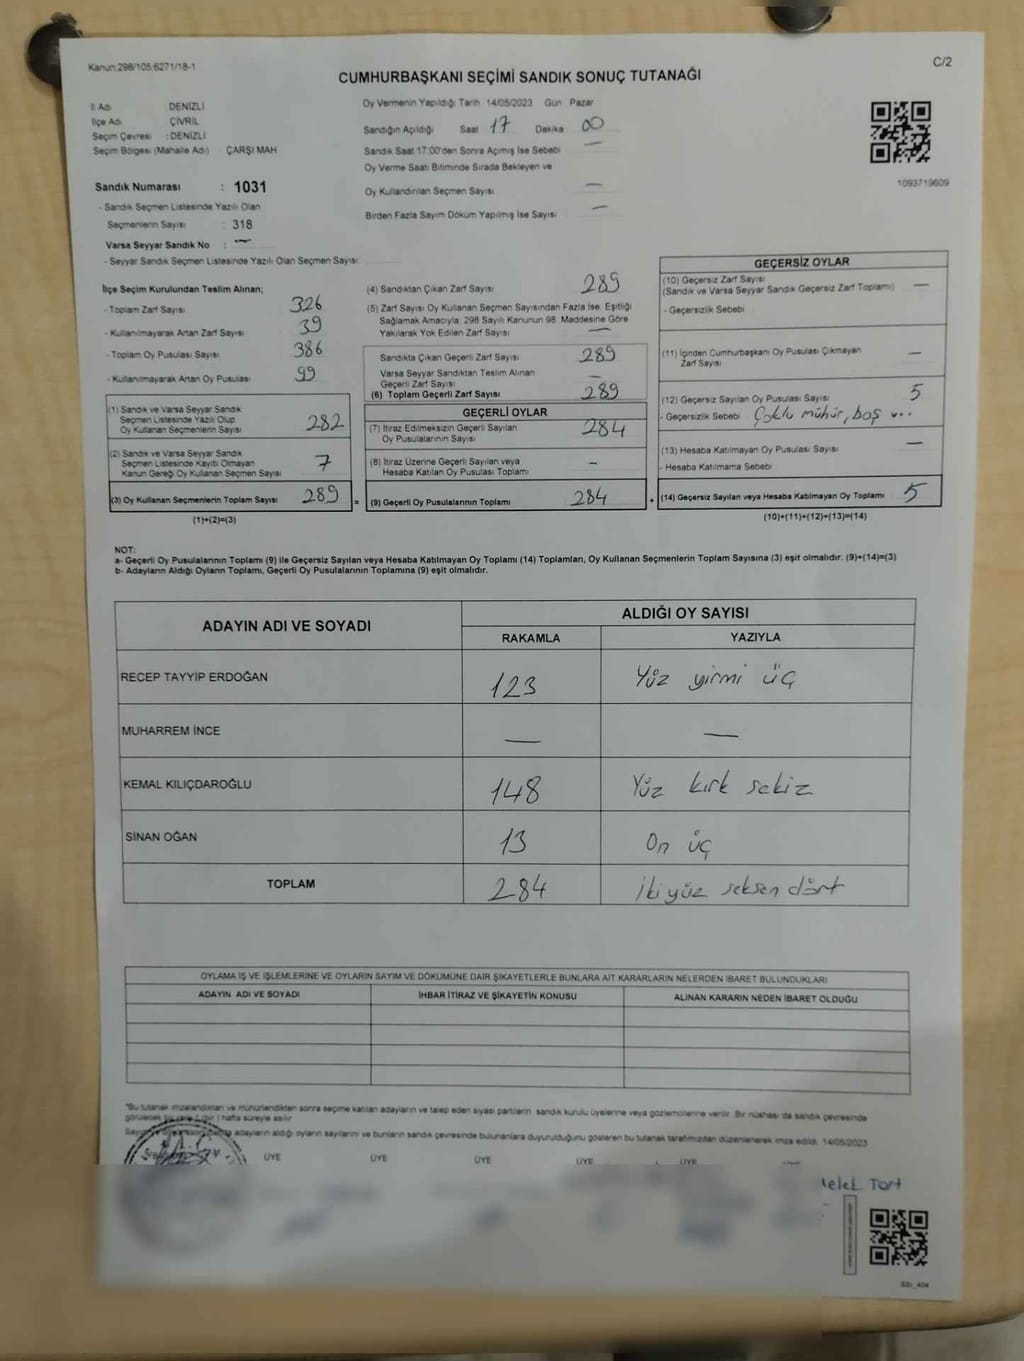 Kanun:298/105.6271/18-1
C/2
CUMHURBAŞKANI SEÇİMİ SANDIK SONUÇ TUTANAĞI
İl Adı DENİZLİ
İlçe Adı ÇİVRİL
Seçim Çevresi : DENİZLİ
Seçim Bölgesi (Mahalle Adı) ÇARŞI MAH
Oy Vermenin Yapıldığı Tarih 14/05/2023 Gün Pazar
Sandığın Açıldığı Saat 17 Dakika 00
Sandık Saat 17:00'den Sonra Açılmış İse Sebebi —
Oy Verme Saati Bitiminde Sırada Bekleyen ve
Oy Kullandırılan Seçmen Sayısı —
Birden Fazla Sayım Döküm Yapılmış İse Sayısı —
1093719609
Sandık Numarası : 1031
- Sandık Seçmen Listesinde Yazılı Olan
Seçmenlerin Sayısı : 318
Varsa Seyyar Sandık No : —
- Seyyar Sandık Seçmen Listesinde Yazılı Olan Seçmen Sayısı:
İlçe Seçim Kurulundan Teslim Alınan;
- Toplam Zarf Sayısı 326
- Kullanılmayarak Artan Zarf Sayısı 39
- Toplam Oy Pusulası Sayısı 386
- Kullanılmayarak Artan Oy Pusulası 99
(1) Sandık ve Varsa Seyyar Sandık
Seçmen Listesinde Yazılı Olup
Oy Kullanan Seçmenlerin Sayısı 282
(2) Sandık ve Varsa Seyyar Sandık
Seçmen Listesinde Kayıtlı Olmayan
Kanun Gereği Oy Kullanan Seçmen Sayısı 7
(3) Oy Kullanan Seçmenlerin Toplam Sayısı 289 =
(1)+(2)=(3)
(4) Sandıktan Çıkan Zarf Sayısı 289
(5) Zarf Sayısı Oy Kullanan Seçmen Sayısından Fazla İse, Eşitliği
Sağlamak Amacıyla, 298 Sayılı Kanunun 98. Maddesine Göre
Yakılarak Yok Edilen Zarf Sayısı —
Sandıkta Çıkan Geçerli Zarf Sayısı 289
Varsa Seyyar Sandıktan Teslim Alınan
Geçerli Zarf Sayısı —
(6) Toplam Geçerli Zarf Sayısı 289
GEÇERLİ OYLAR
(7) İtiraz Edilmeksizin Geçerli Sayılan
Oy Pusulalarının Sayısı 284
(8) İtiraz Üzerine Geçerli Sayılan veya
Hesaba Katılan Oy Pusulası Toplamı —
(9) Geçerli Oy Pusulalarının Toplamı 284 +
GEÇERSİZ OYLAR
(10) Geçersiz Zarf Sayısı
(Sandık ve Varsa Seyyar Sandık Geçersiz Zarf Toplamı) —
- Geçersizlik Sebebi
(11) İçinden Cumhurbaşkanı Oy Pusulası Çıkmayan
Zarf Sayısı —
(12) Geçersiz Sayılan Oy Pusulası Sayısı 5
- Geçersizlik Sebebi Çoklu mühür, boş ...
(13) Hesaba Katılmayan Oy Pusulası Sayısı —
- Hesaba Katılmama Sebebi
(14) Geçersiz Sayılan veya Hesaba Katılmayan Oy Toplamı 5
(10)+(11)+(12)+(13)=(14)
NOT:
a- Geçerli Oy Pusulalarının Toplamı (9) ile Geçersiz Sayılan veya Hesaba Katılmayan Oy Toplamı (14) Toplamları, Oy Kullanan Seçmenlerin Toplam Sayısına (3) eşit olmalıdır. (9)+(14)=(3)
b- Adayların Aldığı Oyların Toplamı, Geçerli Oy Pusulalarının Toplamına (9) eşit olmalıdır.
ADAYIN ADI VE SOYADI
ALDIĞI OY SAYISI
RAKAMLA YAZIYLA
RECEP TAYYİP ERDOĞAN 123 Yüz yirmi üç
MUHARREM İNCE — —
KEMAL KILIÇDAROĞLU 148 Yüz kırk sekiz
SİNAN OĞAN 13 On üç
TOPLAM 284 İki yüz seksen dört
OYLAMA İŞ VE İŞLEMLERİNE VE OYLARIN SAYIM VE DÖKÜMÜNE DAİR ŞİKAYETLERLE BUNLARA AİT KARARLARIN NELERDEN İBARET BULUNDUKLARI
ADAYIN ADI VE SOYADI İHBAR İTİRAZ VE ŞİKAYETİN KONUSU ALINAN KARARIN NEDEN İBARET OLDUĞU
"Bu tutanak imzalandıktan ve mühürlendikten sonra seçime katılan adayların ve talep eden siyasi partilerin sandık kurulu üyelerine veya gözlemcilerine verilir. Bir nüshası da sandık çevresinde
görülecek bir yere 1 (bir) hafta süreyle asılır
adayların aldığı oyların sayılarını ve bunların sandık çevresinde bulunanlara duyurulduğunu gösteren bu tutanak tarafımızdan düzenlenerek imza edildi. 14/05/2023
ÜYE ÜYE ÜYE ÜYE ÜYE